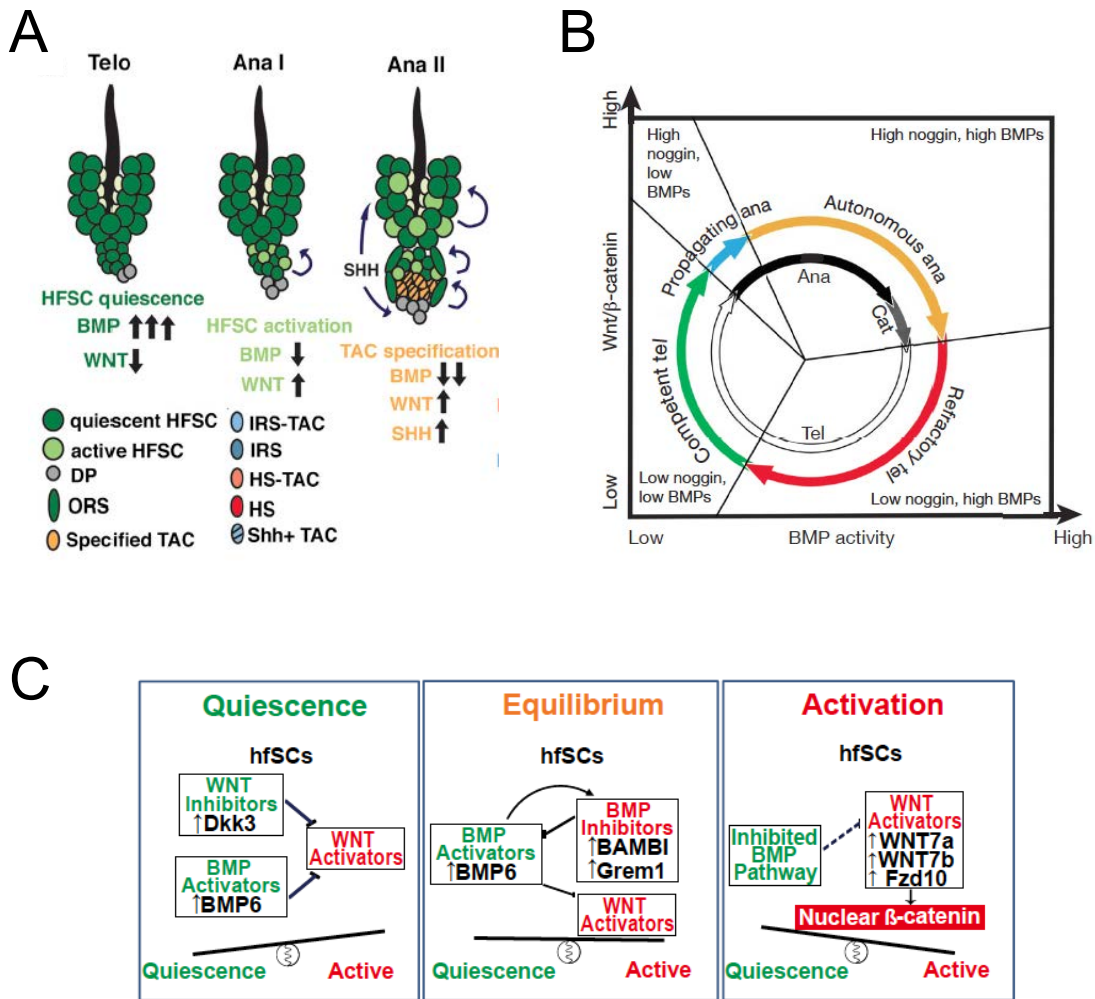 A
Telo
Ana I
Ana II
SHH
HFSC quiescence
BMP ↑↑↑
WNT↓
HFSC activation
BMP ↓
WNT ↑
TAC specification
BMP ↓↓
WNT ↑
SHH ↑
quiescent HFSC
active HFSC
DP
ORS
Specified TAC
IRS-TAC
IRS
HS-TAC
HS
Shh+ TAC
B
High
Wnt/β-catenin
Low
High
noggin,
low
BMPs
High noggin, high BMPs
Propagating ana
Autonomous ana
Ana
Cat
Competent tel
Tel
Refractory tel
Low noggin,
low BMPs
Low noggin, high BMPs
Low
BMP activity
High
C
Quiescence
hfSCs
WNT
Inhibitors
↑Dkk3
WNT
Activators
BMP
Activators
↑BMP6
Quiescence
Active
Equilibrium
hfSCs
BMP
Activators
↑BMP6
BMP
Inhibitors
↑BAMBI
↑Grem1
WNT
Activators
Quiescence
Active
Activation
hfSCs
Inhibited
BMP
Pathway
WNT
Activators
↑WNT7a
↑WNT7b
↑ Fzd10
Nuclear ß-catenin
Quiescence
Active